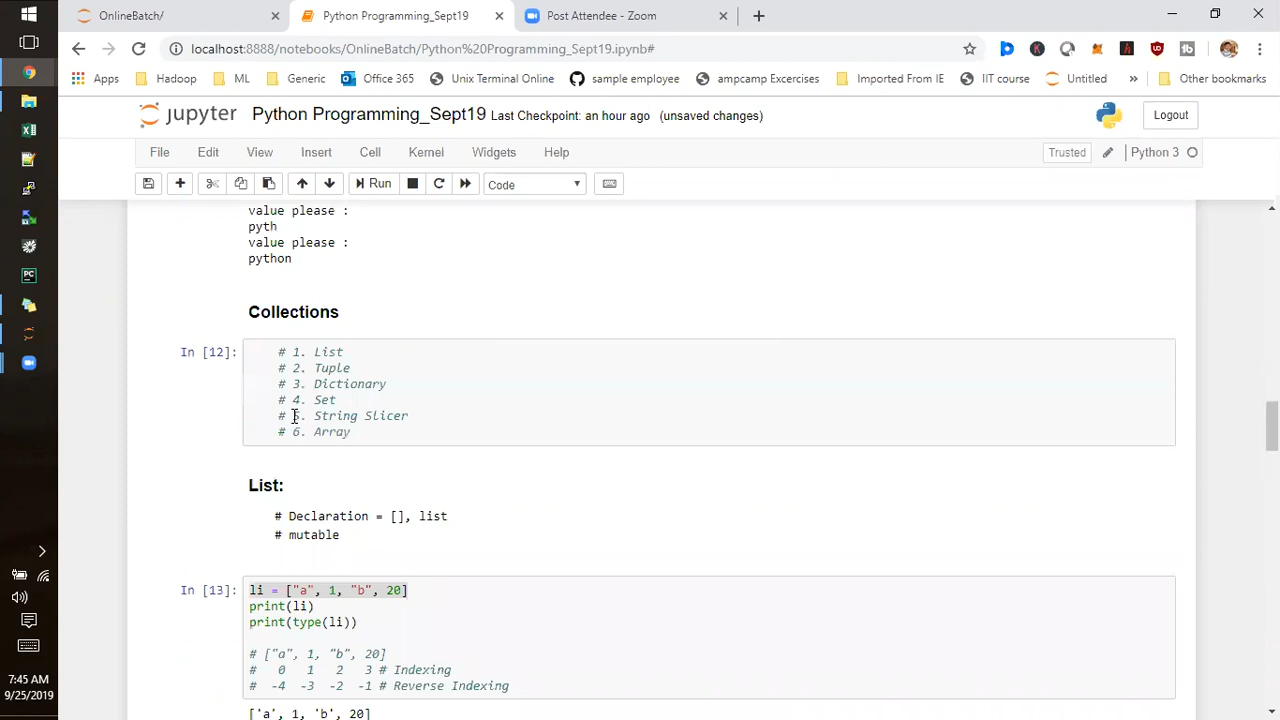 OnlineBatch/
Python Programming_Sept19
Post Attendee - Zoom
localhost:8888/notebooks/OnlineBatch/Python%20Programming_Sept19.ipynb#
Apps
Hadoop
ML
Generic
Office 365
Unix Terminal Online
sample employee
ampcamp Excercises
Imported From IE
IIT course
Untitled
»
Other bookmarks
jupyter
Python Programming_Sept19 Last Checkpoint: an hour ago (unsaved changes)
Logout
File
Edit
View
Insert
Cell
Kernel
Widgets
Help
Trusted
Python 3
Run
Code
value please :
pyth
value please :
python
Collections
In [12]:
# 1. List
# 2. Tuple
# 3. Dictionary
# 4. Set
# 5. String Slicer
# 6. Array
List:
# Declaration = [], list
# mutable
In [13]:
li = ["a", 1, "b", 20]
print(li)
print(type(li))
# ["a", 1, "b", 20]
#   0   1   2   3 # Indexing
#  -4  -3  -2  -1 # Reverse Indexing
['a', 1, 'b', 20]
7:45 AM
9/25/2019